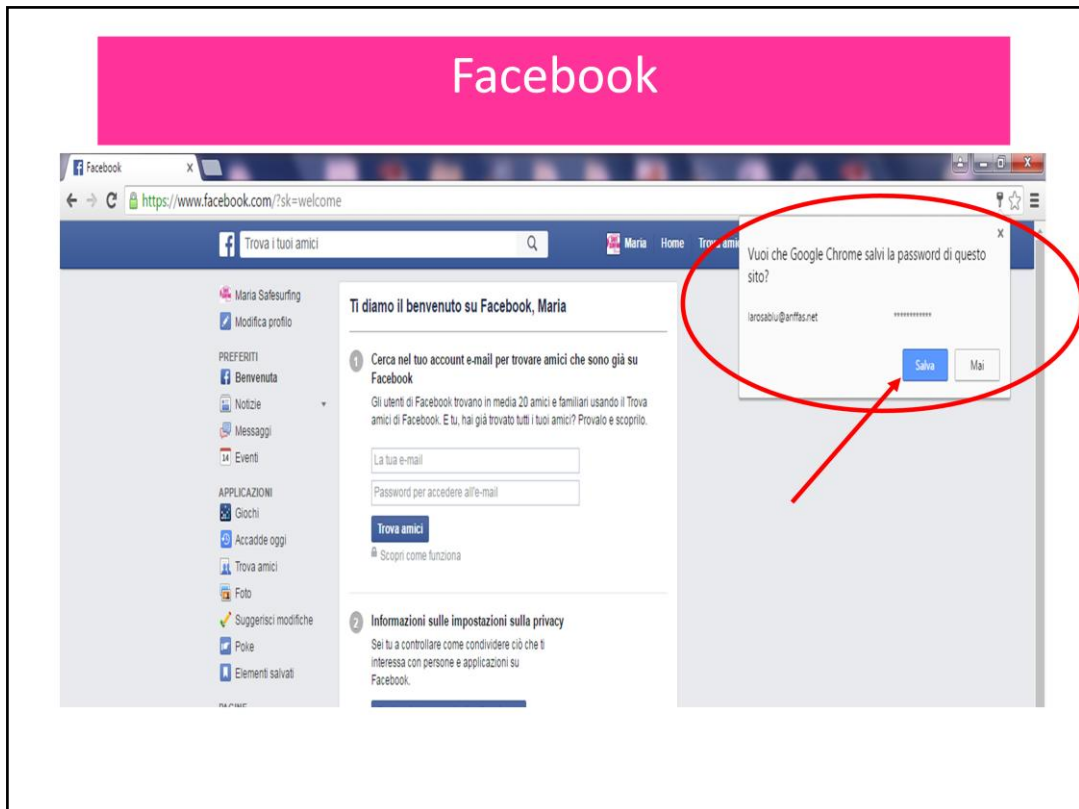 Facebook
Facebook
https://www.facebook.com/?sk=welcome
Trova i tuoi amici
Maria Home Trova amici
Vuoi che Google Chrome salvi la password di questo
sito?
larosablu@anffas.net ************
Salva Mai
Maria Safesurfing
Modifica profilo
PREFERITI
Benvenuta
Notizie
Messaggi
14 Eventi
APPLICAZIONI
Giochi
Accadde oggi
Trova amici
Foto
Suggerisci modifiche
Poke
Elementi salvati
Ti diamo il benvenuto su Facebook, Maria
1 Cerca nel tuo account e-mail per trovare amici che sono già su
Facebook
Gli utenti di Facebook trovano in media 20 amici e familiari usando il Trova
amici di Facebook. E tu, hai già trovato tutti i tuoi amici? Provalo e scoprilo.
La tua e-mail
Password per accedere all'e-mail
Trova amici
Scopri come funziona
2 Informazioni sulle impostazioni sulla privacy
Sei tu a controllare come condividere ciò che ti
interessa con persone e applicazioni su
Facebook.